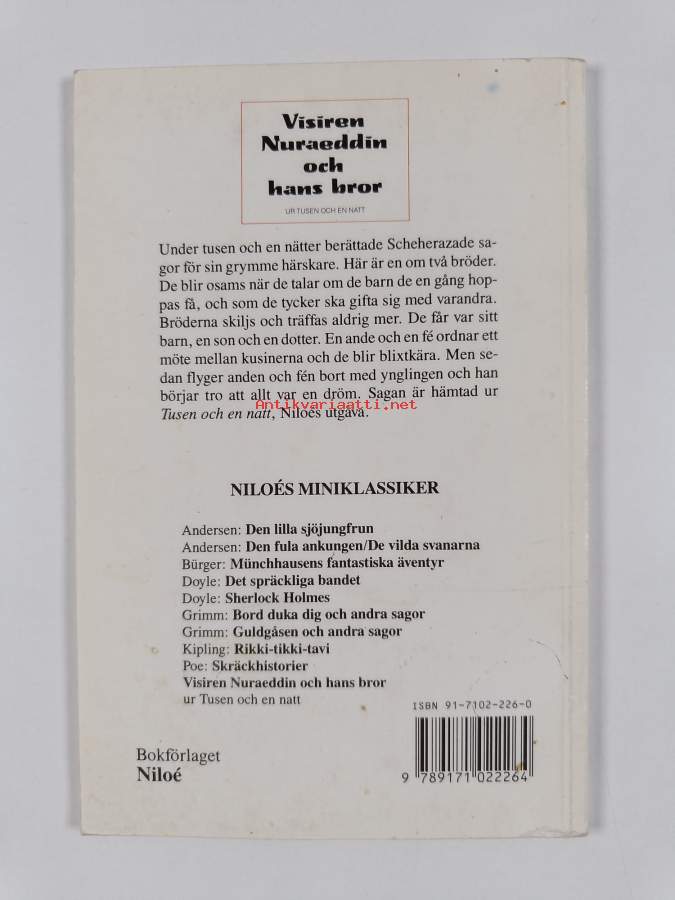 Visiren
Nuraeddin
och
hans bror
UR TUSEN OCH EN NATT
Under tusen och en nätter berättade Scheherazade sa-
gor för sin grymme härskare. Här är en om två bröder.
De blir osams när de talar om de barn de en gång hop-
pas få, och som de tycker ska gifta sig med varandra.
Bröderna skiljs och träffas aldrig mer. De får var sitt
barn, en son och en dotter. En ande och en fé ordnar ett
möte mellan kusinerna och de blir blixtkära. Men se-
dan flyger anden och fén bort med ynglingen och han
börjar tro att allt var en dröm. Sagan är hämtad ur
Antikvariaatti.net
Tusen och en natt, Niloés utgåva.
NILOÉS MINIKLASSIKER
Andersen: Den lilla sjöjungfrun
Andersen: Den fula ankungen/De vilda svanarna
Bürger: Münchhausens fantastiska äventyr
Doyle: Det spräckliga bandet
Doyle: Sherlock Holmes
Grimm: Bord duka dig och andra sagor
Grimm: Guldgåsen och andra sagor
Kipling: Rikki-tikki-tavi
Poe: Skräckhistorier
Visiren Nuraeddin och hans bror
ur Tusen och en natt
ISBN 91-7102-226-0
9 789171 022264
Bokförlaget
Niloé